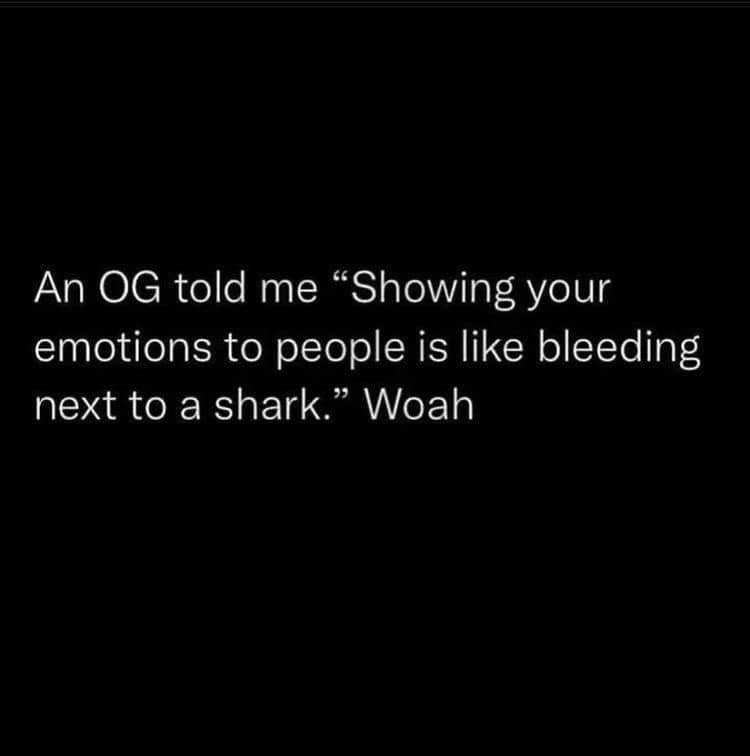 An OG told me “Showing your
emotions to people is like bleeding
next to a shark.” Woah